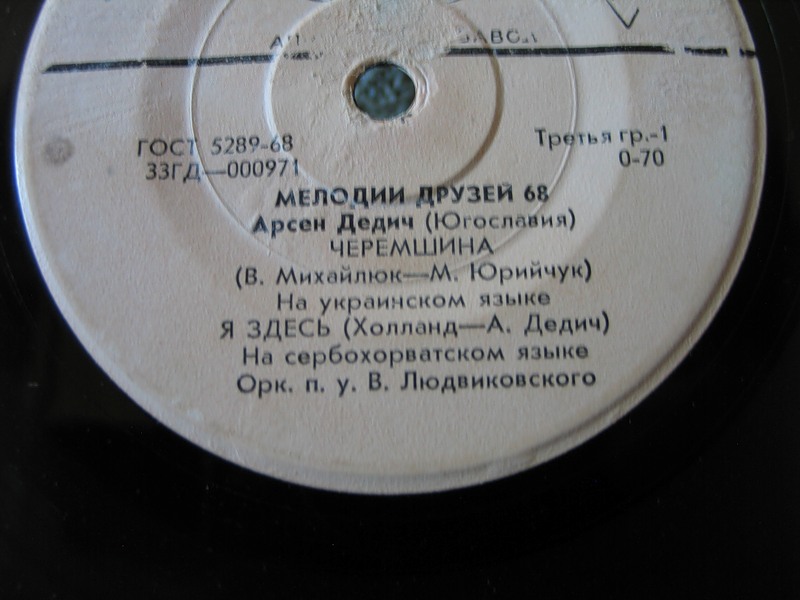 ЗАВОД
ГОСТ 5289-68
33ГД—000971
Третья гр.-1
0-70
МЕЛОДИИ ДРУЗЕЙ 68
Арсен Дедич (Югославия)
ЧЕРЕМШИНА
(В. Михайлюк—М. Юрийчук)
На украинском языке
Я ЗДЕСЬ (Холланд—А. Дедич)
На сербохорватском языке
Орк. п. у. В. Людвиковского